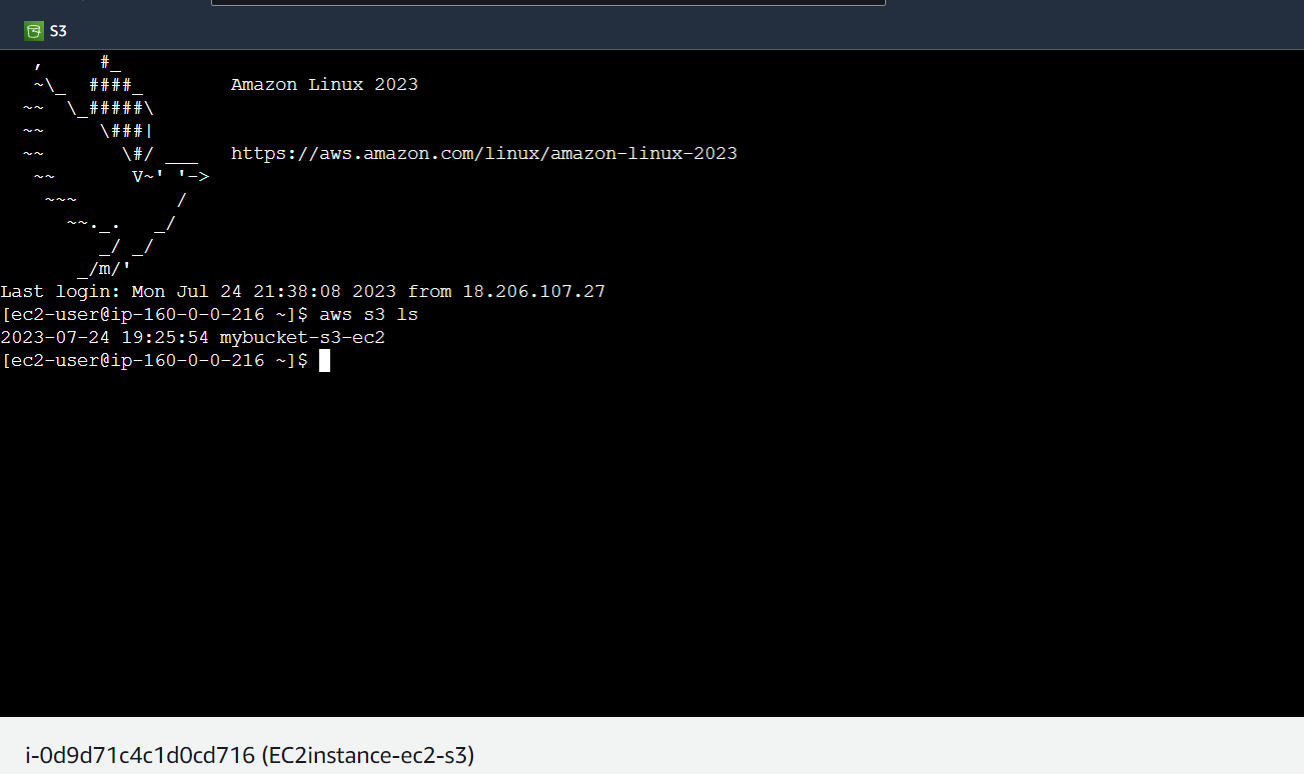 S3
   ,     #_
   ~\_  ####_        Amazon Linux 2023
  ~~  \_#####\
  ~~     \###|
  ~~       \#/ ___   https://aws.amazon.com/linux/amazon-linux-2023
   ~~       V~' '->
    ~~~         /
      ~~._.   _/
         _/ _/
       _/m/'
Last login: Mon Jul 24 21:38:08 2023 from 18.206.107.27
[ec2-user@ip-160-0-0-216 ~]$ aws s3 ls
2023-07-24 19:25:54 mybucket-s3-ec2
[ec2-user@ip-160-0-0-216 ~]$
i-0d9d71c4c1d0cd716 (EC2instance-ec2-s3)